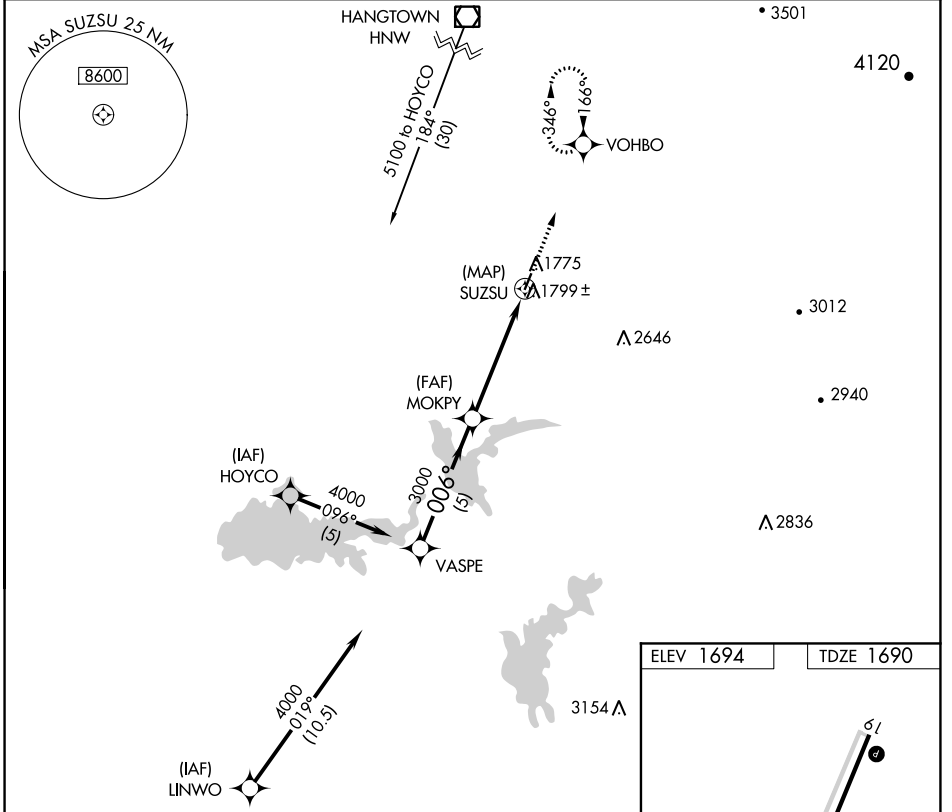 MSA SUZSU 25 NM
8600
HANGTOWN
HNW
5100 to HOYCO
184°
(30)
3501
4120
346°
166°
VOHBO
(MAP)
SUZSU
1775
1799 ±
3012
2646
2940
(FAF)
MOKPY
(IAF)
HOYCO
4000
096°
(5)
3000
006°
(5)
VASPE
2836
4000
019°
(10.5)
(IAF)
LINWO
3154
ELEV 1694
TDZE 1690
19
P